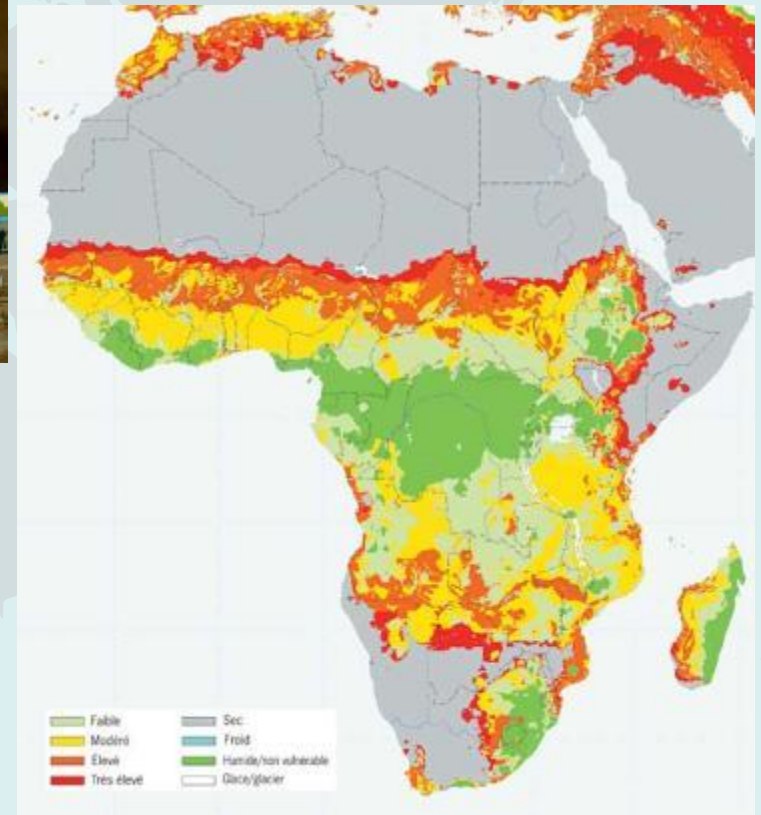 Faible
Modéré
Élevé
Très élevé
Sec
Froid
Humide/non vulnérable
Glace/glacier